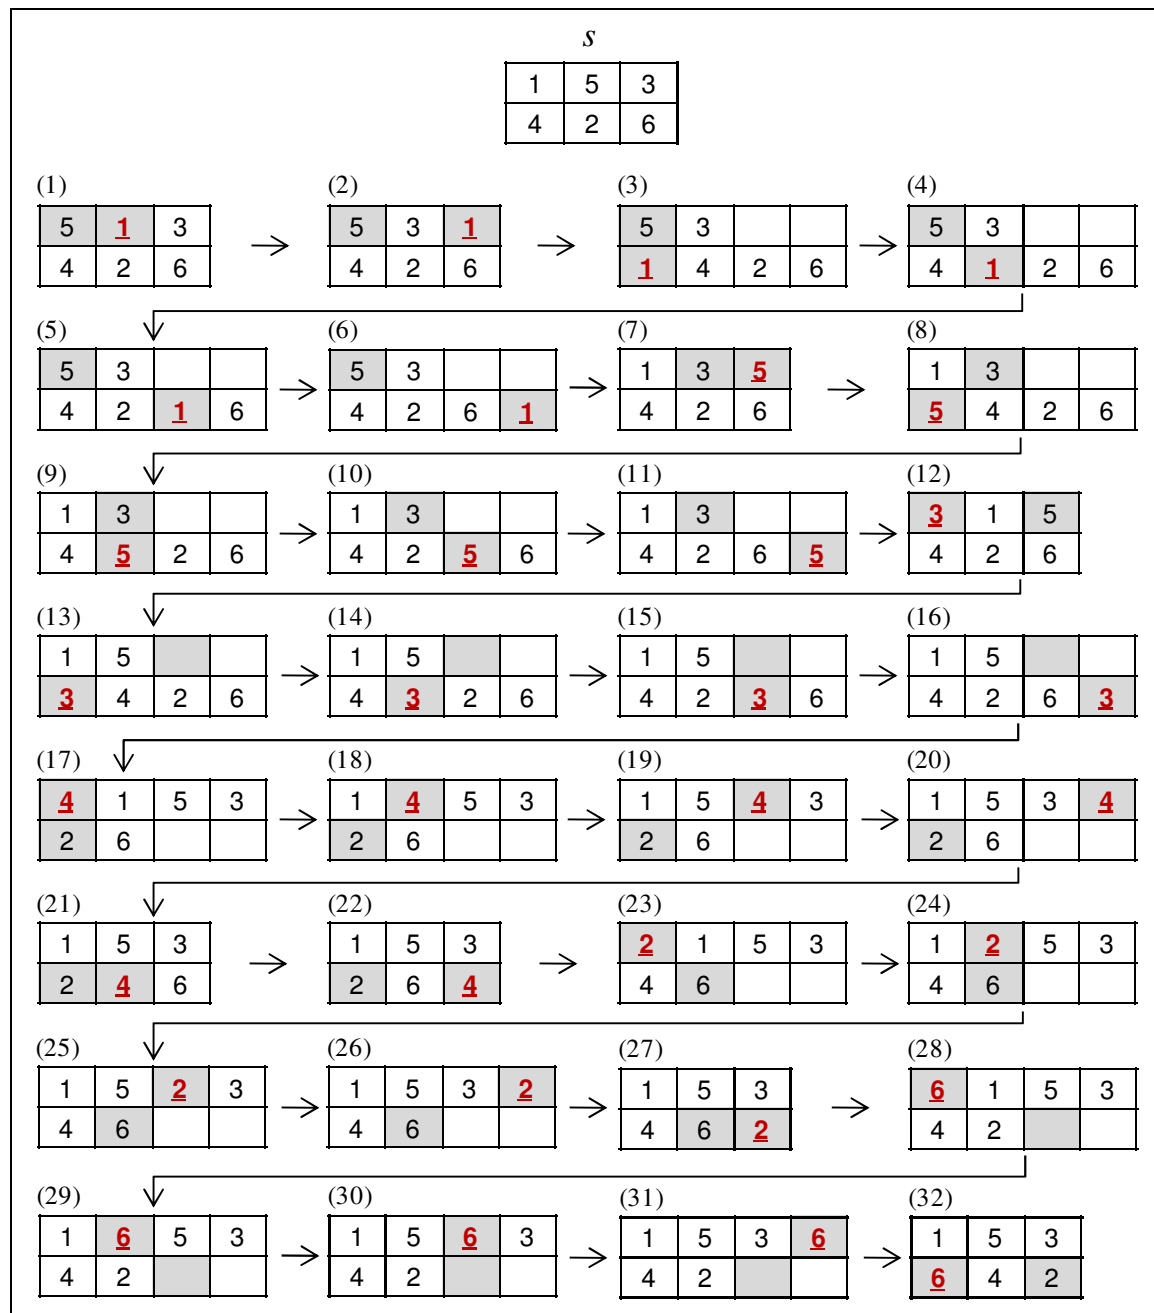 s
1 5 3
4 2 6
(1) (2) (3) (4)
5 1 3 5 3 1 5 3 5 3
4 2 6 4 2 6 1 4 2 6 4 1 2 6
(5) (6) (7) (8)
5 3 5 3 1 3 5 1 3
4 2 1 6 4 2 6 1 4 2 6 5 4 2 6
(9) (10) (11) (12)
1 3 1 3 1 3 3 1 5
4 5 2 6 4 2 5 6 4 2 6 5 4 2 6
(13) (14) (15) (16)
1 5 1 5 1 5 1 5
3 4 2 6 4 3 2 6 4 2 3 6 4 2 6 3
(17) (18) (19) (20)
4 1 5 3 1 4 5 3 1 5 4 3 1 5 3 4
2 6 2 6 2 6 2 6
(21) (22) (23) (24)
1 5 3 1 5 3 2 1 5 3 1 2 5 3
2 4 6 2 6 4 4 6 4 6
(25) (26) (27) (28)
1 5 2 3 1 5 3 2 1 5 3 6 1 5 3
4 6 4 6 4 6 2 4 2
(29) (30) (31) (32)
1 6 5 3 1 5 6 3 1 5 3 6 1 5 3
4 2 4 2 4 2 6 4 2